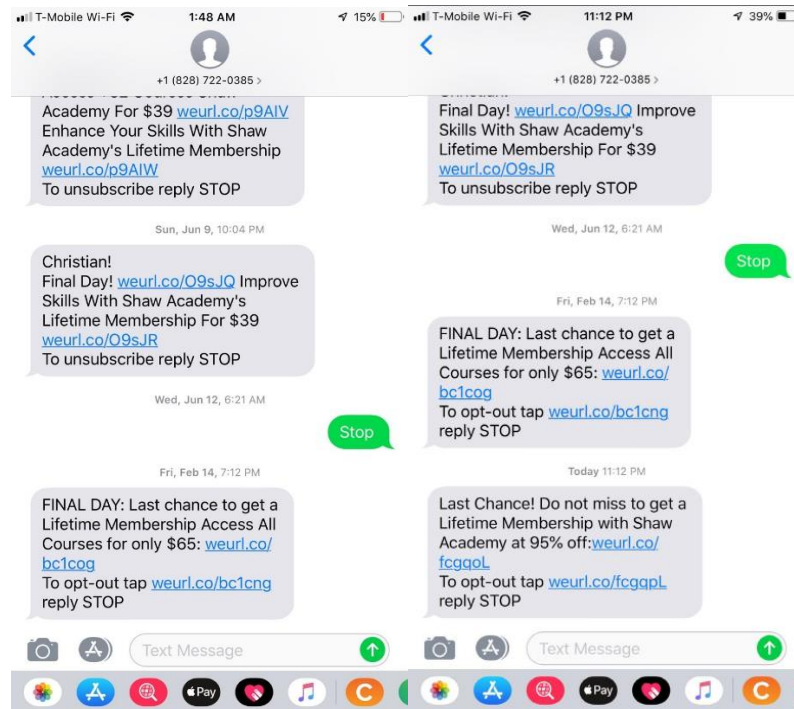 T-Mobile Wi-Fi
1:48 AM
15%
+1 (828) 722-0385 >
Academy For $39 weurl.co/p9AIV
Enhance Your Skills With Shaw
Academy's Lifetime Membership
weurl.co/p9AIW
To unsubscribe reply STOP
Sun, Jun 9, 10:04 PM
Christian!
Final Day! weurl.co/O9sJQ Improve
Skills With Shaw Academy's
Lifetime Membership For $39
weurl.co/O9sJR
To unsubscribe reply STOP
Wed, Jun 12, 6:21 AM
Stop
Fri, Feb 14, 7:12 PM
FINAL DAY: Last chance to get a
Lifetime Membership Access All
Courses for only $65: weurl.co/
bc1cog
To opt-out tap weurl.co/bc1cng
reply STOP
Text Message
Pay
C
T-Mobile Wi-Fi
11:12 PM
39%
+1 (828) 722-0385 >
Christian!
Final Day! weurl.co/O9sJQ Improve
Skills With Shaw Academy's
Lifetime Membership For $39
weurl.co/O9sJR
To unsubscribe reply STOP
Wed, Jun 12, 6:21 AM
Stop
Fri, Feb 14, 7:12 PM
FINAL DAY: Last chance to get a
Lifetime Membership Access All
Courses for only $65: weurl.co/
bc1cog
To opt-out tap weurl.co/bc1cng
reply STOP
Today 11:12 PM
Last Chance! Do not miss to get a
Lifetime Membership with Shaw
Academy at 95% off:weurl.co/
fcgqoL
To opt-out tap weurl.co/fcgqpL
reply STOP
Text Message
Pay
C